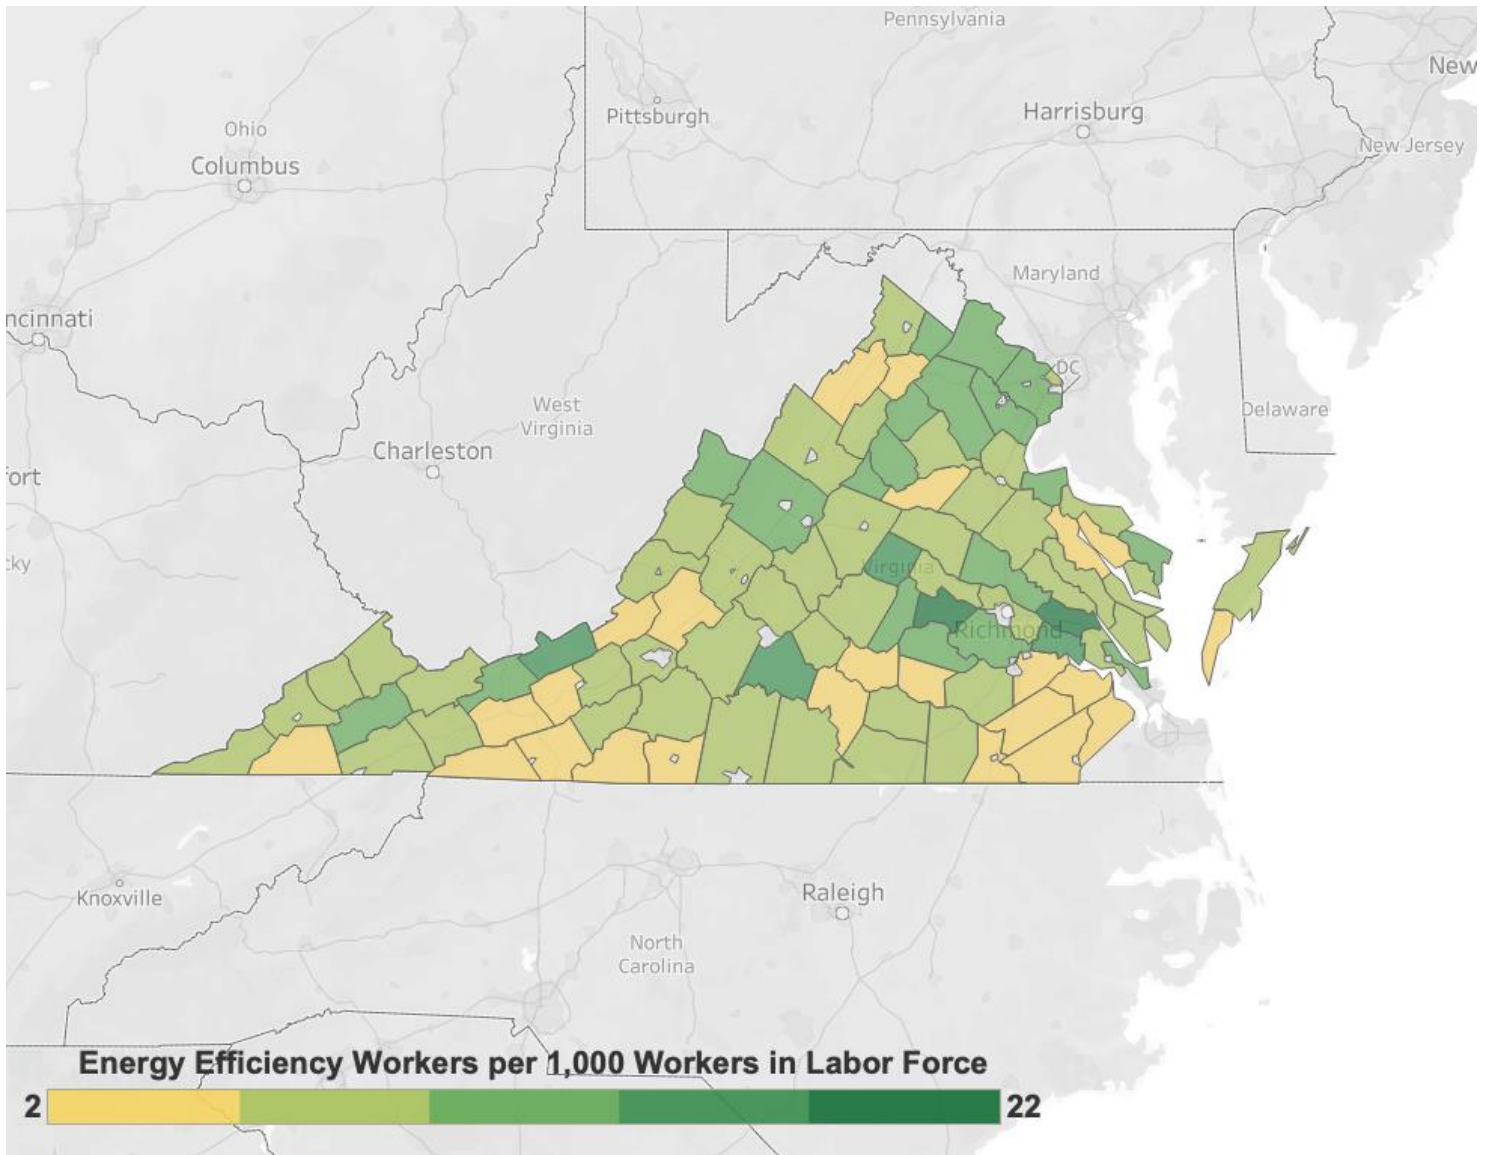 Pennsylvania
New
Pittsburgh
Harrisburg
Ohio
New Jersey
Columbus
Maryland
ncinnati
DC
West
Virginia
Delaware
Charleston
fort
cky
Virginia
Richmond
Knoxville
Raleigh
North
Carolina
Energy Efficiency Workers per 1,000 Workers in Labor Force
2 22